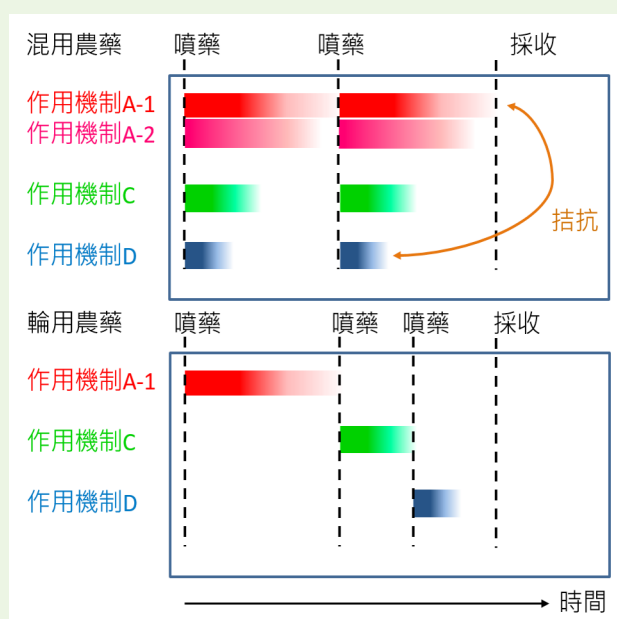 混用農藥 噴藥 噴藥 採收
作用機制A-1
作用機制A-2
作用機制C
拮抗
作用機制D
輪用農藥 噴藥 噴藥 噴藥 採收
作用機制A-1
作用機制C
作用機制D
時間